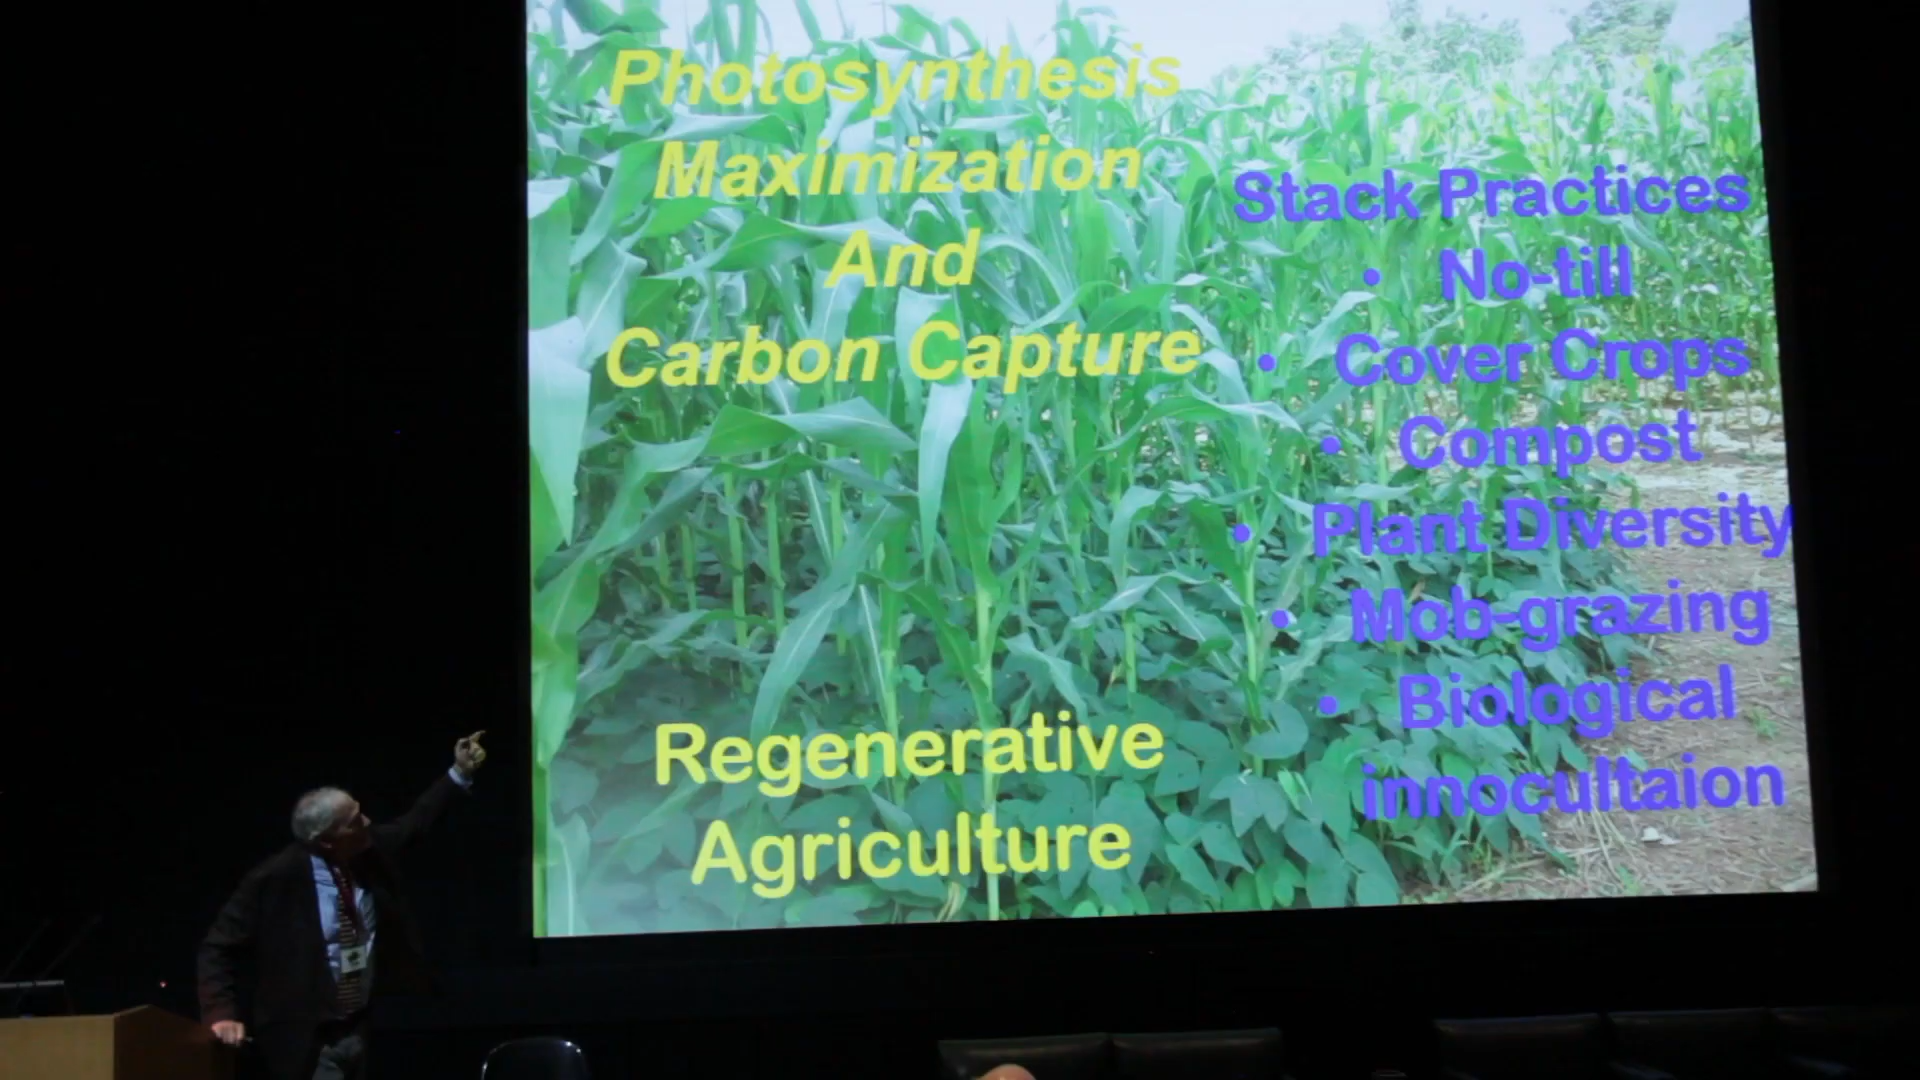 Photosynthesis
Maximization
And
Carbon Capture
Regenerative
Agriculture
Stack Practices
• No-till
• Cover Crops
• Compost
• Plant Diversity
• Mob-grazing
• Biological
innocultaion